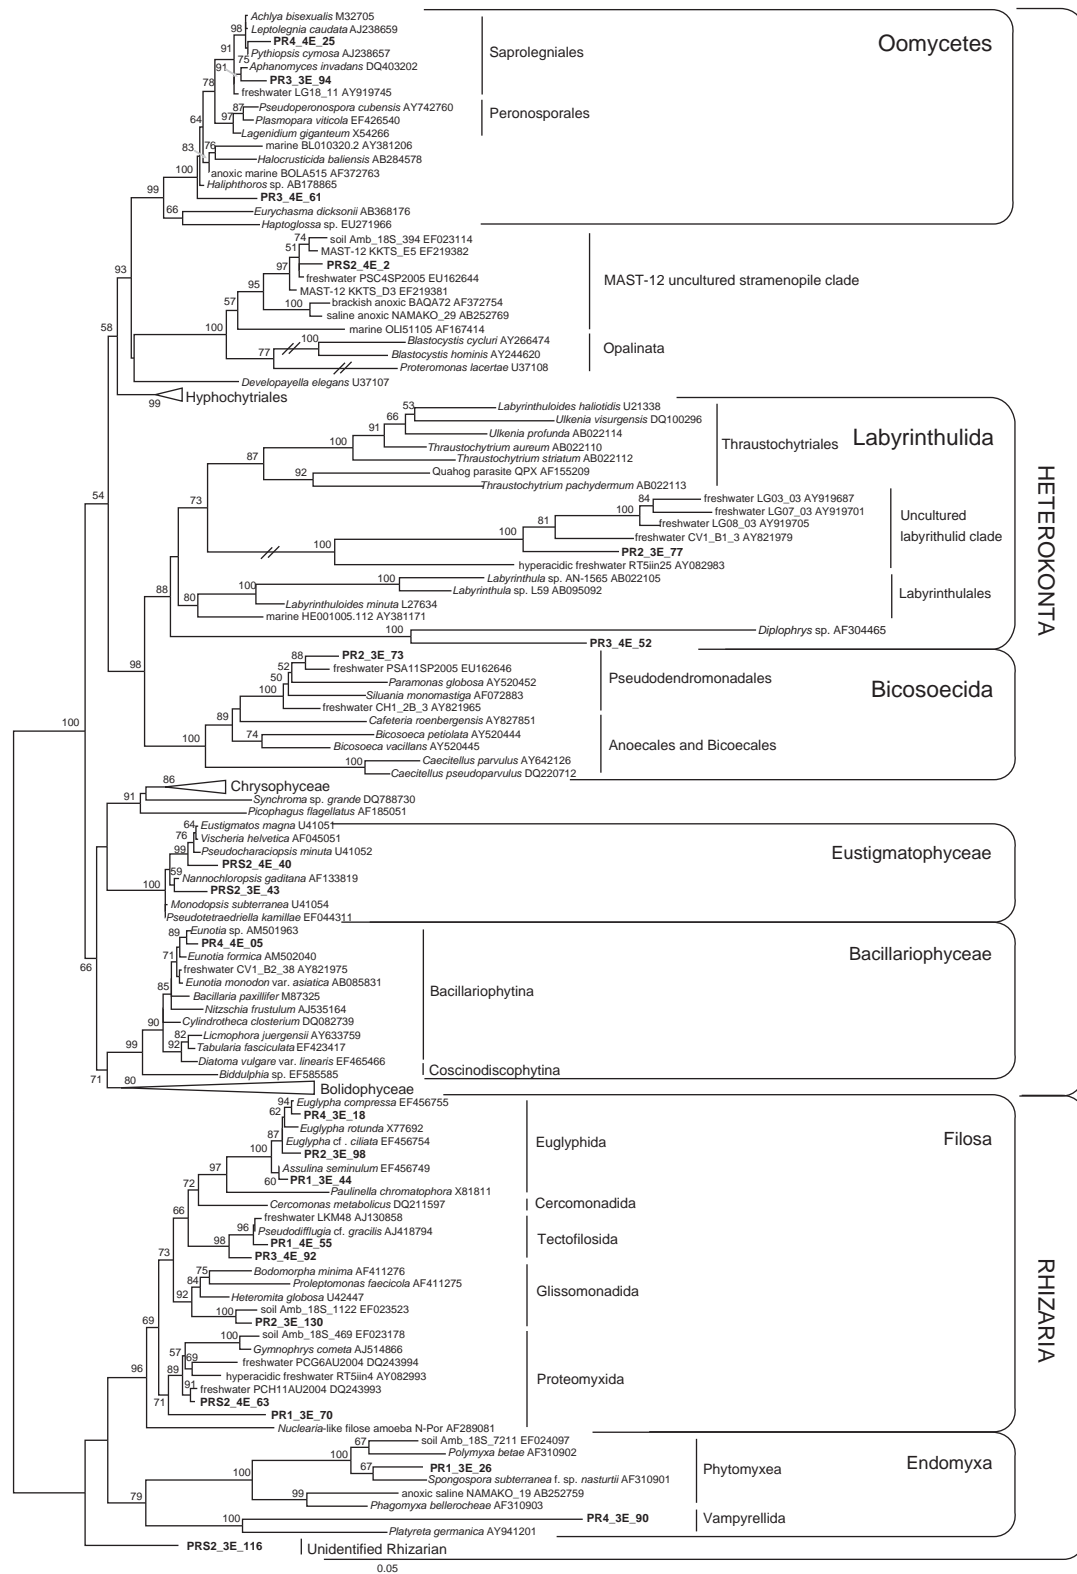 Achlya bisexualis M32705
98
Leptolegnia caudata AJ238659
PR4_4E_25
Oomycetes
91
Saprolegniales
75
Pythiopsis cymosa AJ238657
Aphanomyces invadans DQ403202
91
PR3_3E_94
78
freshwater LG18_11 AY919745
87
Pseudoperonospora cubensis AY742760
Peronosporales
97
Plasmopara viticola EF426540
64
Lagenidium giganteum X54266
76
marine BL010320.2 AY381206
83
Halocrusticida baliensis AB284578
100
anoxic marine BOLA515 AF372763
Haliphthoros sp. AB178865
99
PR3_4E_61
66
Eurychasma dicksonii AB368176
Haptoglossa sp. EU271966
74
soil Amb_18S_394 EF023114
51
MAST-12 KKTS_E5 EF219382
97
PRS2_4E_2
93
freshwater PSC4SP2005 EU162644
MAST-12 uncultured stramenopile clade
95
MAST-12 KKTS_D3 EF219381
57
100
brackish anoxic BAQA72 AF372754
saline anoxic NAMAKO_29 AB252769
58
100
marine OLI51105 AF167414
100
Blastocystis cycluri AY266474
77
Blastocystis hominis AY244620
Opalinata
Proteromonas lacertae U37108
Developayella elegans U37107
99
Hyphochytriales
53
Labyrinthuloides haliotidis U21338
66
Ulkenia visurgensis DQ100296
91
Ulkenia profunda AB022114
Labyrinthulida
100
Thraustochytrium aureum AB022110
Thraustochytriales
87
Thraustochytrium striatum AB022112
92
Quahog parasite QPX AF155209
Thraustochytrium pachydermum AB022113
HETEROKONTA
54
73
84
freshwater LG03_03 AY919687
100
freshwater LG07_03 AY919701
Uncultured
81
freshwater LG08_03 AY919705
labyrithulid clade
100
freshwater CV1_B1_3 AY821979
100
PR2_3E_77
hyperacidic freshwater RT5iin25 AY082983
100
Labyrinthula sp. AN-1565 AB022105
88
100
Labyrinthula sp. L59 AB095092
Labyrinthulales
80
Labyrinthuloides minuta L27634
marine HE001005.112 AY381171
100
Diplophrys sp. AF304465
PR3_4E_52
98
88
PR2_3E_73
52
freshwater PSA11SP2005 EU162646
50
Paramonas globosa AY520452
Pseudodendromonadales
Bicosoecida
100
Siluania monomastiga AF072883
freshwater CH1_2B_3 AY821965
89
Cafeteria roenbergensis AY827851
100
74
Bicosoeca petiolata AY520444
100
Bicosoeca vacillans AY520445
Anoecales and Bicoecales
100
Caecitellus parvulus AY642126
Caecitellus pseudoparvulus DQ220712
86
Chrysophyceae
91
Synchroma sp. grande DQ788730
Picophagus flagellatus AF185051
64
Eustigmatos magna U41051
76
Vischeria helvetica AF045051
99
Pseudocharaciopsis minuta U41052
Eustigmatophyceae
PRS2_4E_40
59
Nannochloropsis gaditana AF133819
100
PRS2_3E_43
Monodopsis subterranea U41054
Pseudotetraedriella kamillae EF044311
89
Eunotia sp. AM501963
PR4_4E_05
71
Eunotia formica AM502040
Bacillariophyceae
66
freshwater CV1_B2_38 AY821975
Eunotia monodon var. asiatica AB085831
85
Bacillaria paxillifer M87325
Bacillariophytina
Nitzschia frustulum AJ535164
90
Cylindrotheca closterium DQ082739
82
Licmophora juergensii AY633759
99
92
Tabularia fasciculata EF423417
Diatoma vulgare var. linearis EF465466
Biddulphia sp. EF585585
Coscinodiscophytina
71
80
Bolidophyceae
94
Euglypha compressa EF456755
62
PR4_3E_18
Euglypha rotunda X77692
87
Euglypha cf. ciliata EF456754
Euglyphida
Filosa
100
PR2_3E_98
97
Assulina seminulum EF456749
60
PR1_3E_44
72
Paulinella chromatophora X81811
Cercomonas metabolicus DQ211597
Cercomonadida
66
freshwater LKM48 AJ130858
96
Pseudodifflugia cf. gracilis AJ418794
98
PR1_4E_55
Tectofilosida
PR3_4E_92
73
75
Bodomorpha minima AF411276
84
Proleptomonas faecicola AF411275
92
Heteromita globosa U42447
Glissomonadida
100
soil Amb_18S_1122 EF023523
PR2_3E_130
RHIZARIA
69
100
soil Amb_18S_469 EF023178
57
Gymnophrys cometa AJ514866
69
freshwater PCG6AU2004 DQ243994
96
89
hyperacidic freshwater RT5iin4 AY082993
Proteomyxida
91
freshwater PCH11AU2004 DQ243993
71
PRS2_4E_63
PR1_3E_70
Nuclearia-like filose amoeba N-Por AF289081
67
soil Amb_18S_7211 EF024097
100
Polymyxa betae AF310902
67
PR1_3E_26
Phytomyxea
Endomyxa
100
Spongospora subterranea f. sp. nasturtii AF310901
99
anoxic saline NAMAKO_19 AB252759
79
Phagomyxa bellerocheae AF310903
100
PR4_3E_90
Vampyrellida
Platyreta germanica AY941201
PRS2_3E_116
Unidentified Rhizarian
0.05